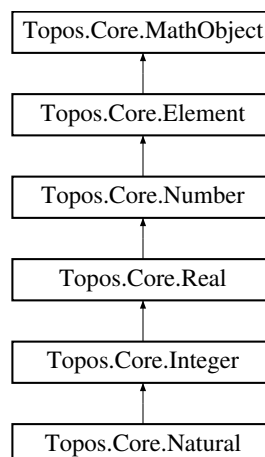 Topos.Core.MathObject
Topos.Core.Element
Topos.Core.Number
Topos.Core.Real
Topos.Core.Integer
Topos.Core.Natural